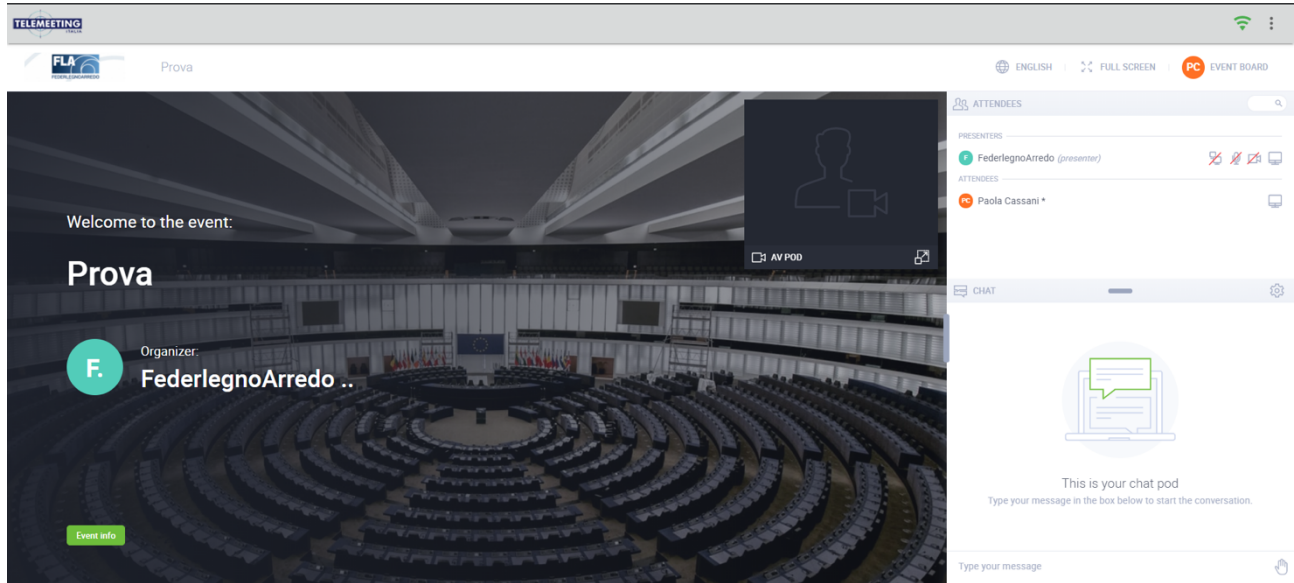 TELEMEETING
ITALIA
FLA
FEDERLEGNOARREDO
Prova
ENGLISH
FULL SCREEN
PC
EVENT BOARD
Welcome to the event:
Prova
F.
Organizer:
FederlegnoArredo ..
Event info
AV POD
ATTENDEES
PRESENTERS
F
FederlegnoArredo (presenter)
ATTENDEES
PC
Paola Cassani *
CHAT
This is your chat pod
Type your message in the box below to start the conversation.
Type your message